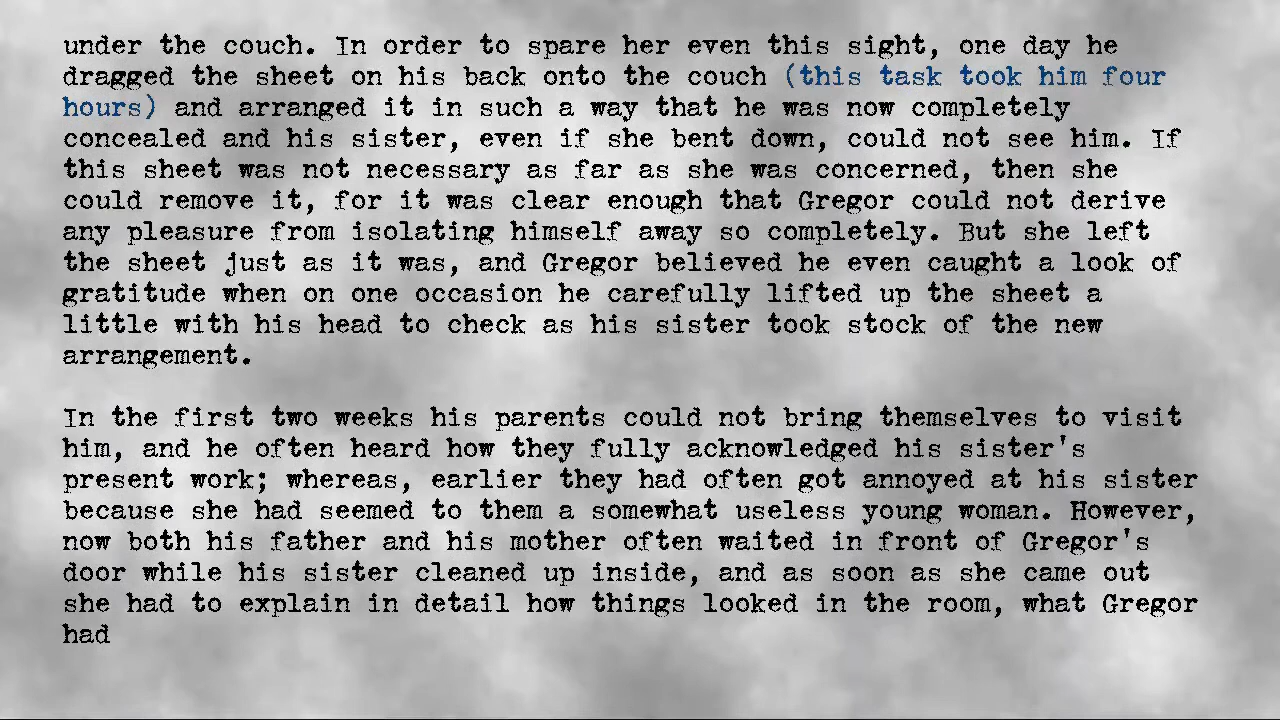 under the couch. In order to spare her even this sight, one day he
dragged the sheet on his back onto the couch (this task took him four
hours) and arranged it in such a way that he was now completely
concealed and his sister, even if she bent down, could not see him. If
this sheet was not necessary as far as she was concerned, then she
could remove it, for it was clear enough that Gregor could not derive
any pleasure from isolating himself away so completely. But she left
the sheet just as it was, and Gregor believed he even caught a look of
gratitude when on one occasion he carefully lifted up the sheet a
little with his head to check as his sister took stock of the new
arrangement.

In the first two weeks his parents could not bring themselves to visit
him, and he often heard how they fully acknowledged his sister's
present work; whereas, earlier they had often got annoyed at his sister
because she had seemed to them a somewhat useless young woman. However,
now both his father and his mother often waited in front of Gregor's
door while his sister cleaned up inside, and as soon as she came out
she had to explain in detail how things looked in the room, what Gregor
had